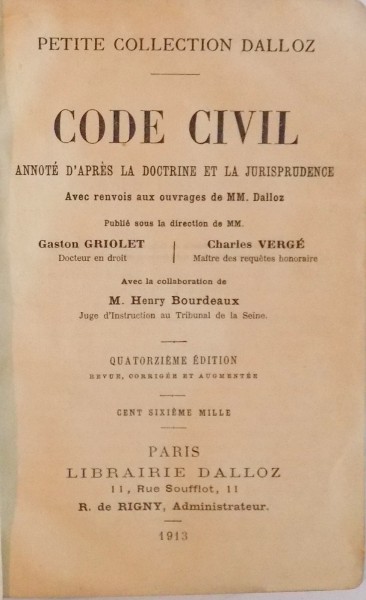 PETITE COLLECTION DALLOZ
CODE CIVIL
ANNOTÉ D'APRÈS LA DOCTRINE ET LA JURISPRUDENCE
Avec renvois aux ouvrages de MM. Dalloz
Publié sous la direction de MM.
Gaston GRIOLET
Docteur en droit
Charles VERGÉ
Maître des requêtes honoraire
Avec la collaboration de
M. Henry Bourdeaux
Juge d'Instruction au Tribunal de la Seine.
QUATORZIÈME ÉDITION
REVUE, CORRIGÉE ET AUGMENTÉE
CENT SIXIÈME MILLE
PARIS
LIBRAIRIE DALLOZ
11, Rue Soufflot, 11
R. de RIGNY, Administrateur.
1913